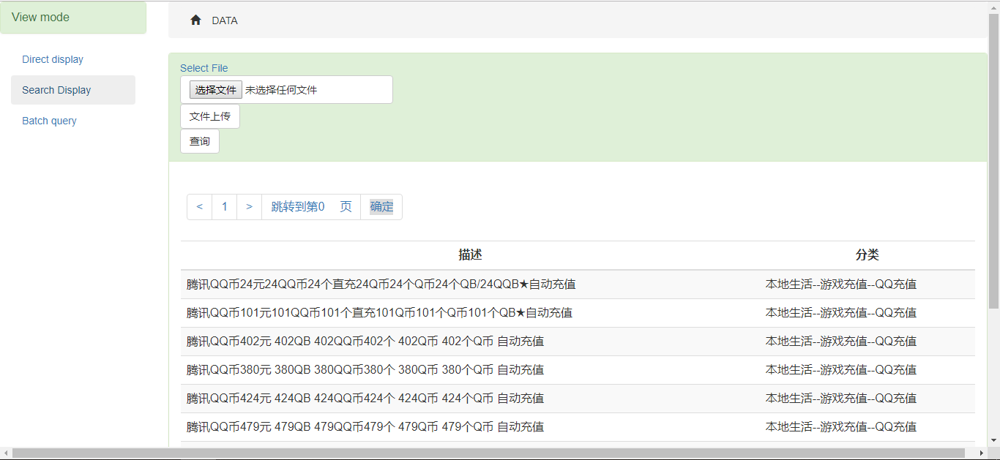 View mode
DATA
Direct display
Search Display
Batch query
Select File
选择文件 未选择任何文件
文件上传
查询
< 1 > 跳转到第0 页 确定
描述 分类
腾讯QQ币24元24QQ币24个直充24Q币24个Q币24个QB/24QQB★自动充值 本地生活--游戏充值--QQ充值
腾讯QQ币101元101QQ币101个直充101Q币101个Q币101个QB★自动充值 本地生活--游戏充值--QQ充值
腾讯QQ币402元 402QB 402QQ币402个 402Q币 402个Q币 自动充值 本地生活--游戏充值--QQ充值
腾讯QQ币380元 380QB 380QQ币380个 380Q币 380个Q币 自动充值 本地生活--游戏充值--QQ充值
腾讯QQ币424元 424QB 424QQ币424个 424Q币 424个Q币 自动充值 本地生活--游戏充值--QQ充值
腾讯QQ币479元 479QB 479QQ币479个 479Q币 479个Q币 自动充值 本地生活--游戏充值--QQ充值